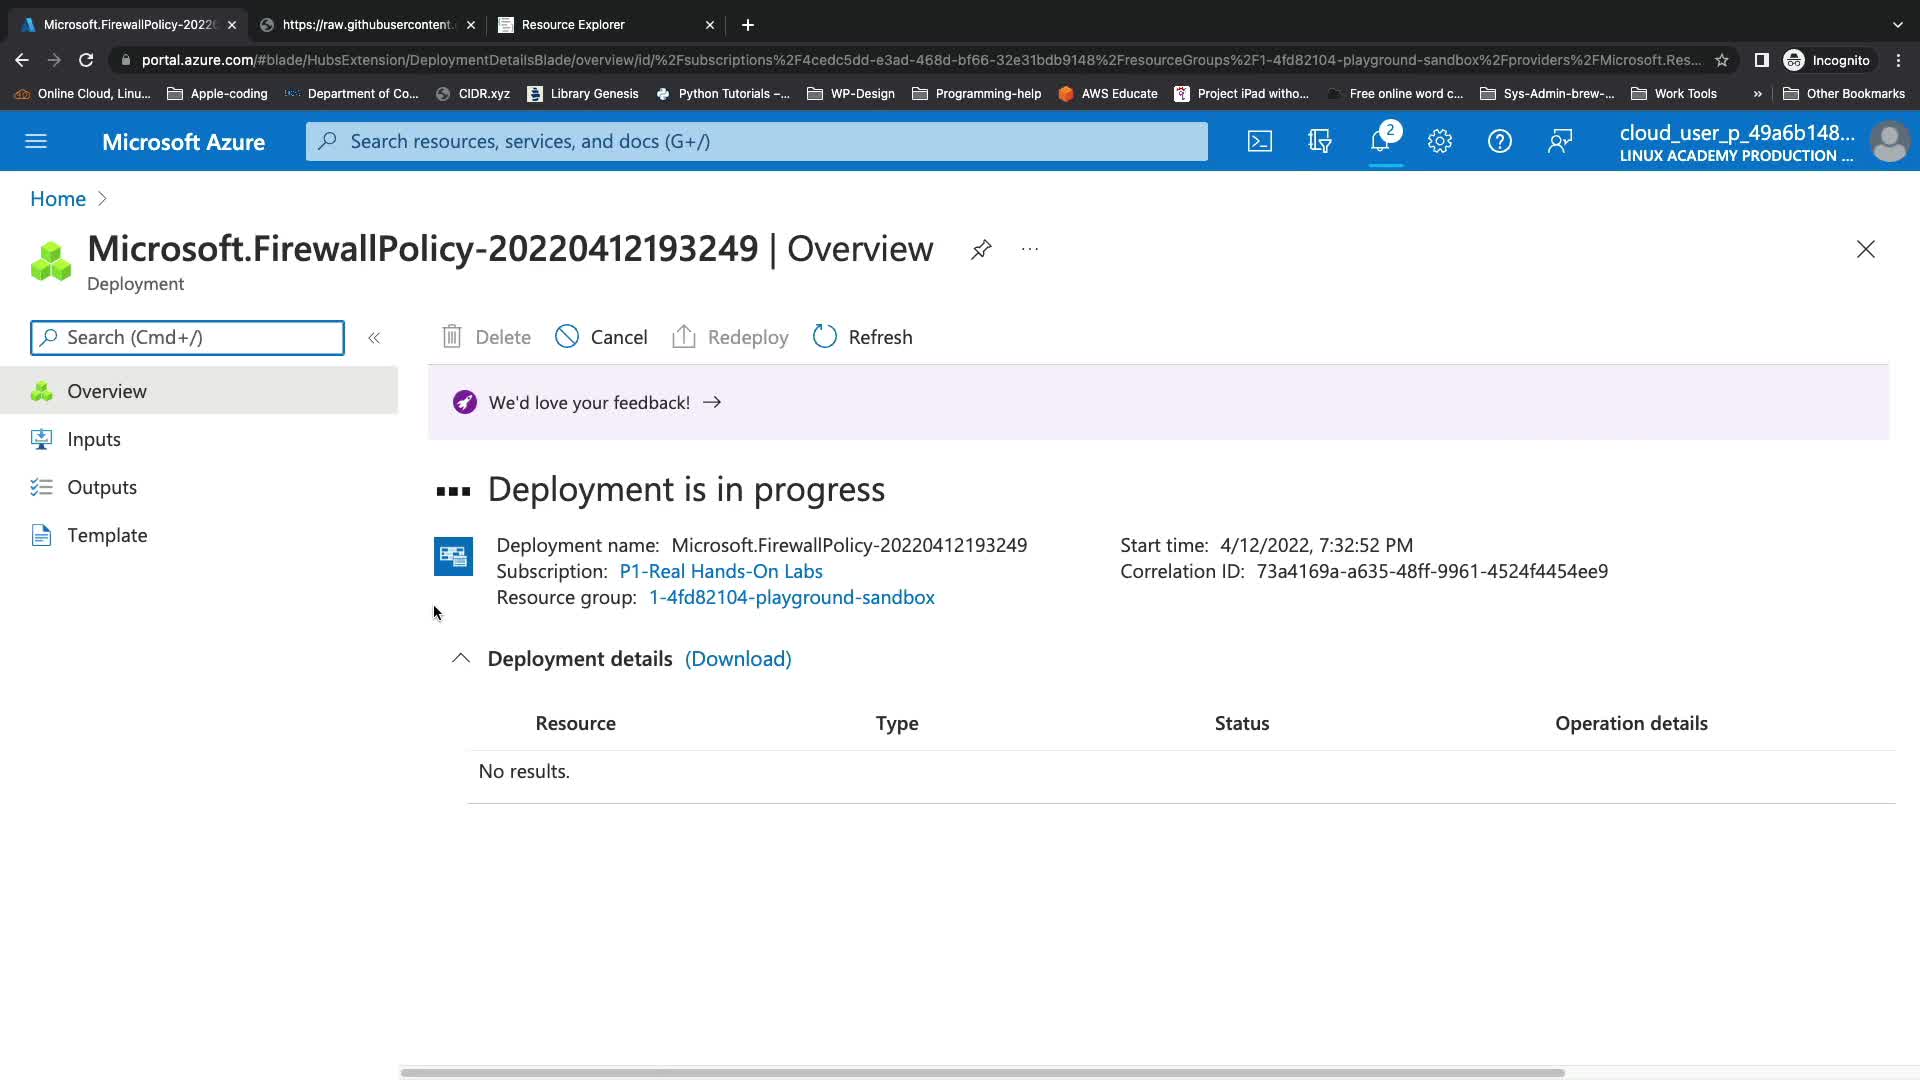 Microsoft.FirewallPolicy-2022
https://raw.githubusercontent.
Resource Explorer
portal.azure.com/#blade/HubsExtension/DeploymentDetailsBlade/overview/id/%2Fsubscriptions%2F4cedc5dd-e3ad-468d-bf66-32e31bdb9148%2FresourceGroups%2F1-4fd82104-playground-sandbox%2Fproviders%2FMicrosoft.Res...
Incognito
Online Cloud, Linu...
Apple-coding
Department of Co...
CIDR.xyz
Library Genesis
Python Tutorials –...
WP-Design
Programming-help
AWS Educate
Project iPad witho...
Free online word c...
Sys-Admin-brew-...
Work Tools
»
Other Bookmarks
Microsoft Azure
Search resources, services, and docs (G+/)
2
cloud_user_p_49a6b148...
LINUX ACADEMY PRODUCTION ...
Home
Microsoft.FirewallPolicy-20220412193249 | Overview
...
Deployment
Search (Cmd+/)
«
Delete
Cancel
Redeploy
Refresh
Overview
We'd love your feedback! →
Inputs
Outputs
Template
Deployment is in progress
Deployment name: Microsoft.FirewallPolicy-20220412193249
Start time: 4/12/2022, 7:32:52 PM
Subscription: P1-Real Hands-On Labs
Correlation ID: 73a4169a-a635-48ff-9961-4524f4454ee9
Resource group: 1-4fd82104-playground-sandbox
Deployment details (Download)
Resource
Type
Status
Operation details
No results.